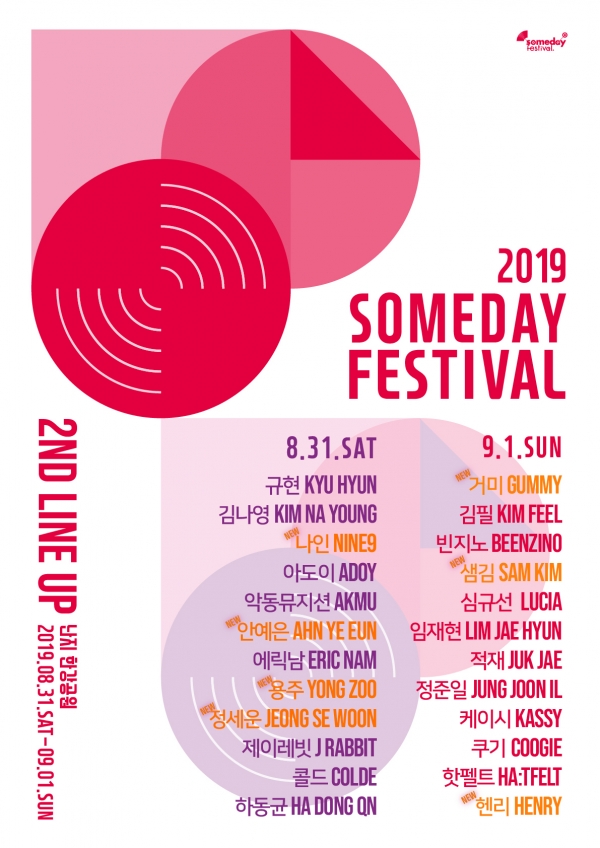 someday
Festival.
2019
SOMEDAY
FESTIVAL
2ND LINE UP
난지 한강공원
2019.08.31.SAT-09.01.SUN
8.31.SAT
규현 KYU HYUN
김나영 KIM NA YOUNG
NEW 나인 NINE9
아도이 ADOY
악동뮤지션 AKMU
NEW 안예은 AHN YE EUN
에릭남 ERIC NAM
NEW 용주 YONG ZOO
NEW 정세운 JEONG SE WOON
제이레빗 J RABBIT
콜드 COLDE
하동균 HA DONG QN
9.1.SUN
NEW 거미 GUMMY
김필 KIM FEEL
빈지노 BEENZINO
NEW 샘김 SAM KIM
심규선 LUCIA
임재현 LIM JAE HYUN
적재 JUK JAE
정준일 JUNG JOON IL
케이시 KASSY
쿠기 COOGIE
핫펠트 HA:TFELT
NEW 헨리 HENRY